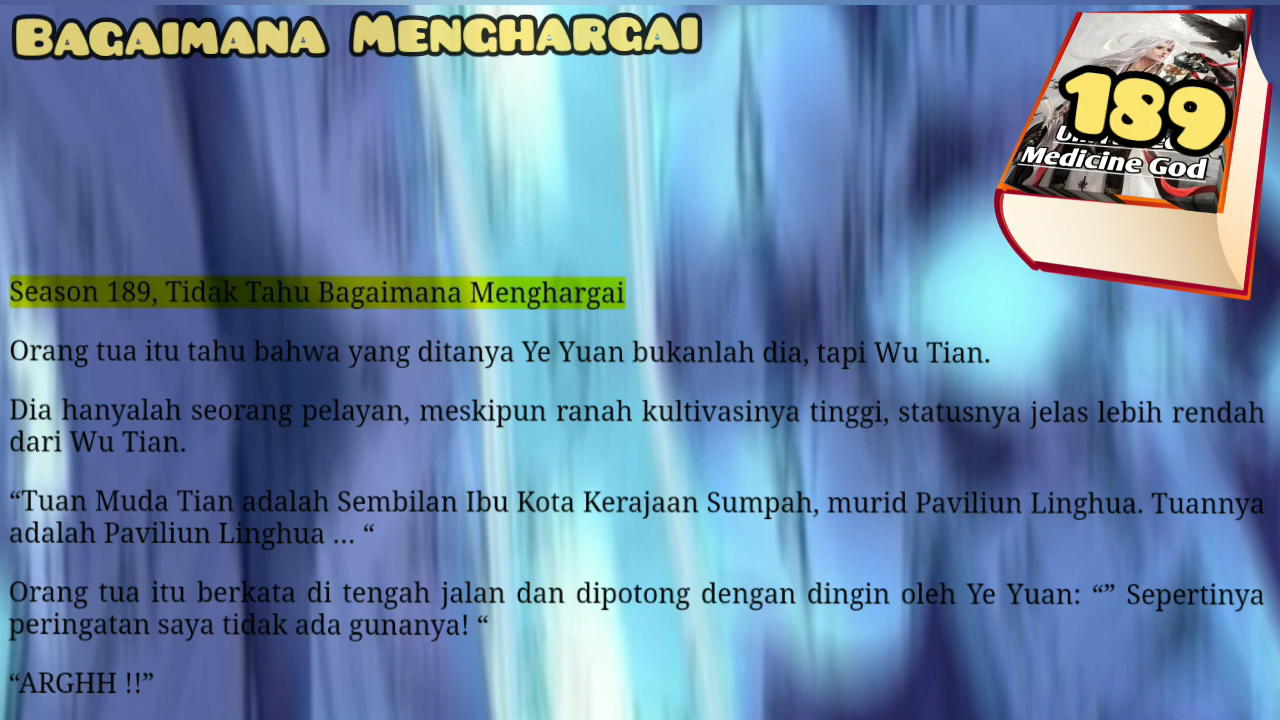 Bagaimana Menghargai
189
Medicine God
Season 189, Tidak Tahu Bagaimana Menghargai
Orang tua itu tahu bahwa yang ditanya Ye Yuan bukanlah dia, tapi Wu Tian.
Dia hanyalah seorang pelayan, meskipun ranah kultivasinya tinggi, statusnya jelas lebih rendah
dari Wu Tian.
“Tuan Muda Tian adalah Sembilan Ibu Kota Kerajaan Sumpah, murid Paviliun Linghua. Tuannya
adalah Paviliun Linghua ... “
Orang tua itu berkata di tengah jalan dan dipotong dengan dingin oleh Ye Yuan: “” Sepertinya
peringatan saya tidak ada gunanya! “
“ARGHH !!”